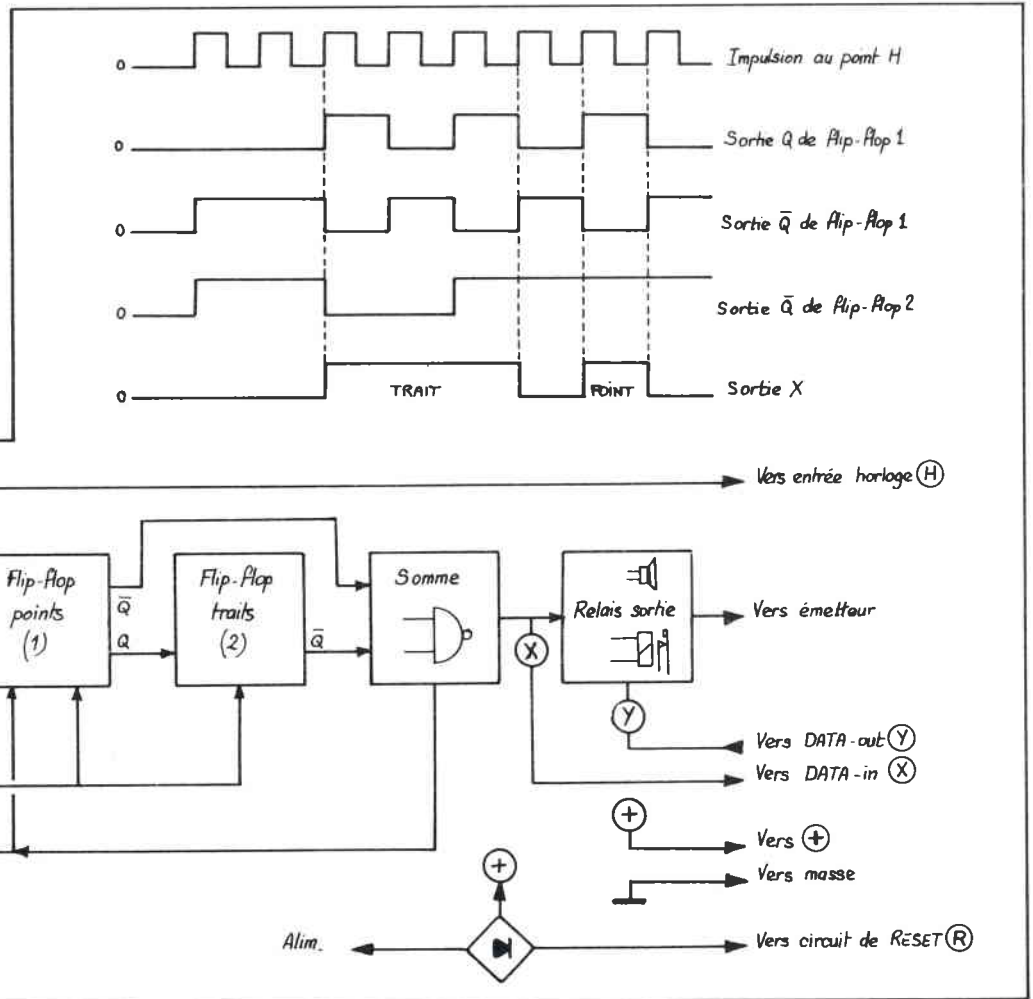 0 Impulsion au point H
0 Sortie Q de flip-flop 1
0 Sortie Q̄ de flip-flop 1
0 Sortie Q̄ de flip-flop 2
0 TRAIT POINT Sortie X
Vers entrée horloge H
Flip-flop
points
(1)
Q̄
Q
Flip-flop
traits
(2)
Q̄
Somme
X
Relais sortie
Y
Vers émetteur
Vers DATA-out Y
Vers DATA-in X
+
Vers +
Vers masse
+
Alim.
Vers circuit de RESET R